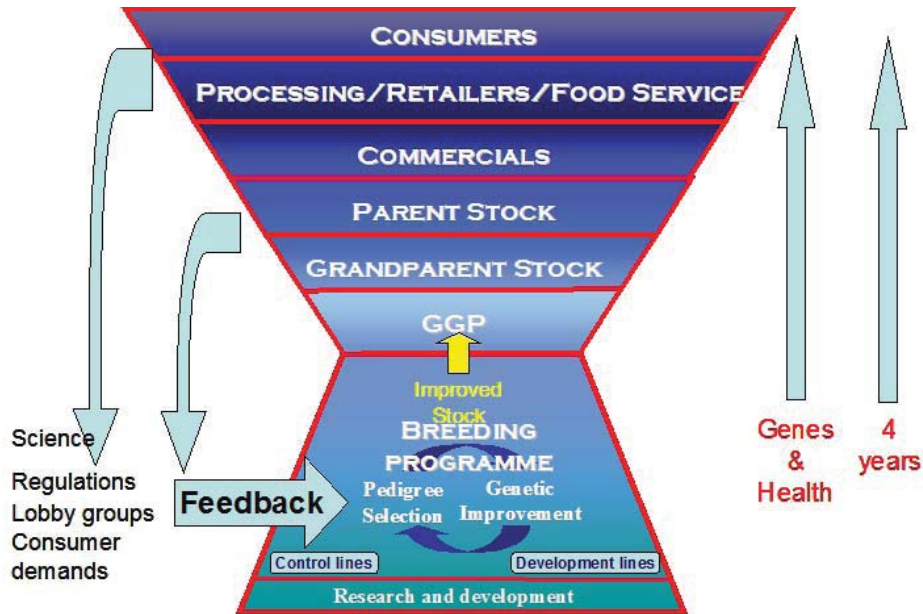 CONSUMERS
PROCESSING/RETAILERS/FOOD SERVICE
COMMERCIALS
PARENT STOCK
GRANDPARENT STOCK
GGP
Improved
Stock
BREEDING
PROGRAMME
Pedigree
Selection
Genetic
Improvement
Control lines
Development lines
Research and development
Science
Regulations
Lobby groups
Consumer
demands
Feedback
Genes
&
Health
4
years